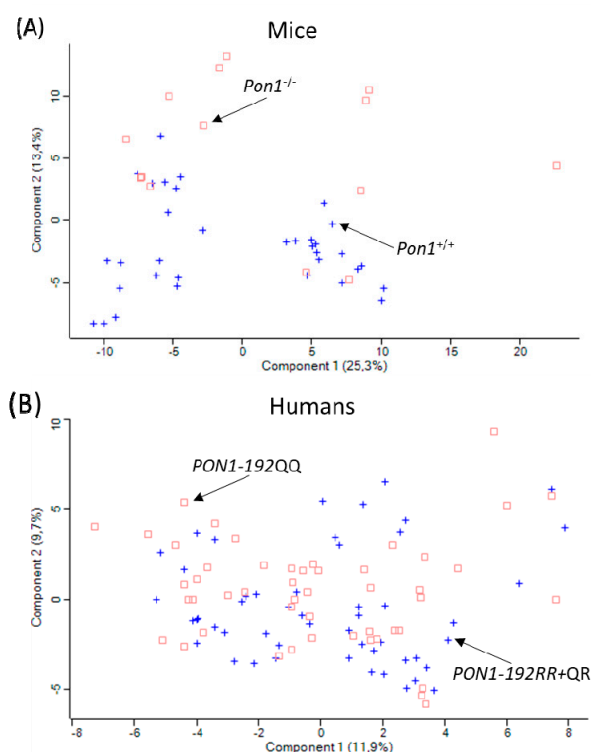 (A)
Mice
Pon1-/-
Pon1+/+
Component 2 (13,4%)
10
5
0
-5
-10
-5
0
5
10
15
20
Component 1 (25,3%)
(B)
Humans
PON1-192QQ
PON1-192RR+QR
Component 2 (9,7%)
10
5
0
-5
-8
-6
-4
-2
0
2
4
6
8
Component 1 (11,9%)